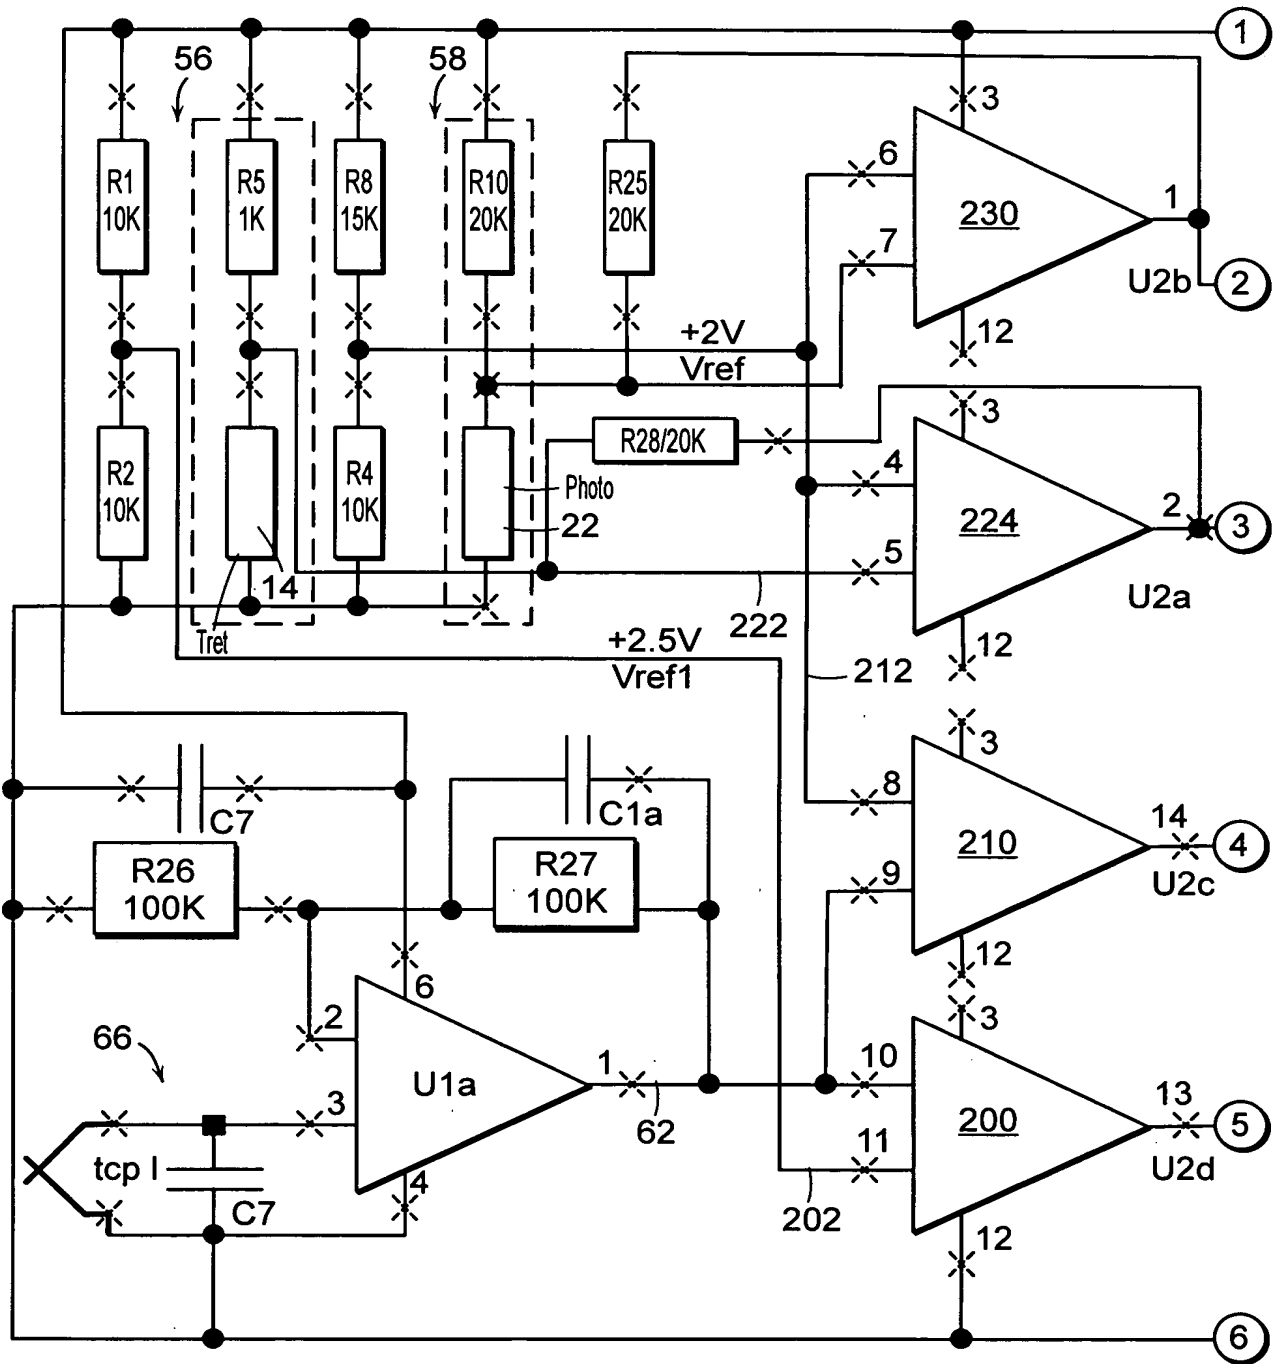 1
56
58
3
R1
10K
R5
1K
R8
15K
R10
20K
R25
20K
6
230
1
7
U2b
2
+2V
Vref
12
3
R28/20K
R2
10K
R4
10K
Photo
22
4
224
2
3
5
14
Tret
222
U2a
+2.5V
Vref1
212
12
3
C7
C1a
8
14
4
210
R26
100K
R27
100K
9
U2c
12
6
2
3
66
1
U1a
10
13
5
3
62
200
11
tcp I
4
U2d
C7
202
12
6